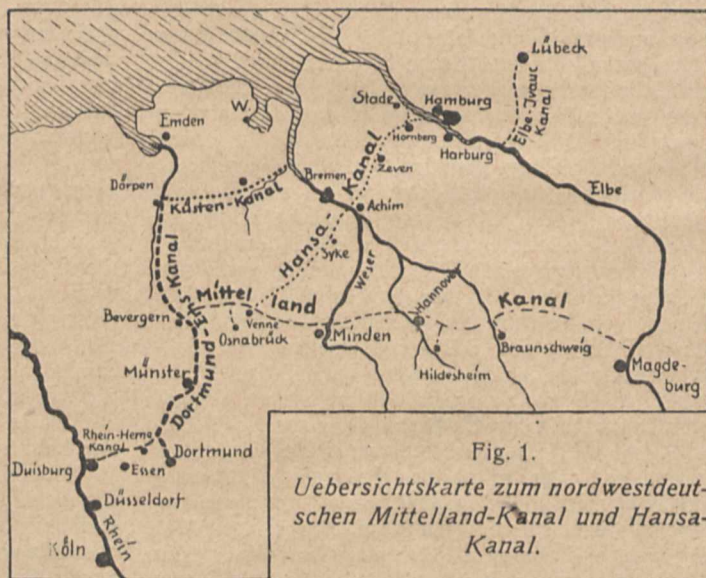 Lübeck
Elbe-Trave
Kanal
Stade
Hamburg
Hornberg
Harburg
Zeven
W.
Emden
Bremen
Dörpen
Küsten-Kanal
Achim
Elbe
Hansa-Kanal
Syke
Weser
Dortmund-Ems-Kanal
Mittelland Kanal
Hannover
Bevergern
Venne
Osnabrück
Minden
Braunschweig
Hildesheim
Magde-
burg
Münster
Rhein-Herne
Kanal
Dortmund
Duisburg
Essen
Düsseldorf
Rhein
Köln
Fig. 1.
Uebersichtskarte zum nordwestdeut-
schen Mittelland-Kanal und Hansa-
Kanal.